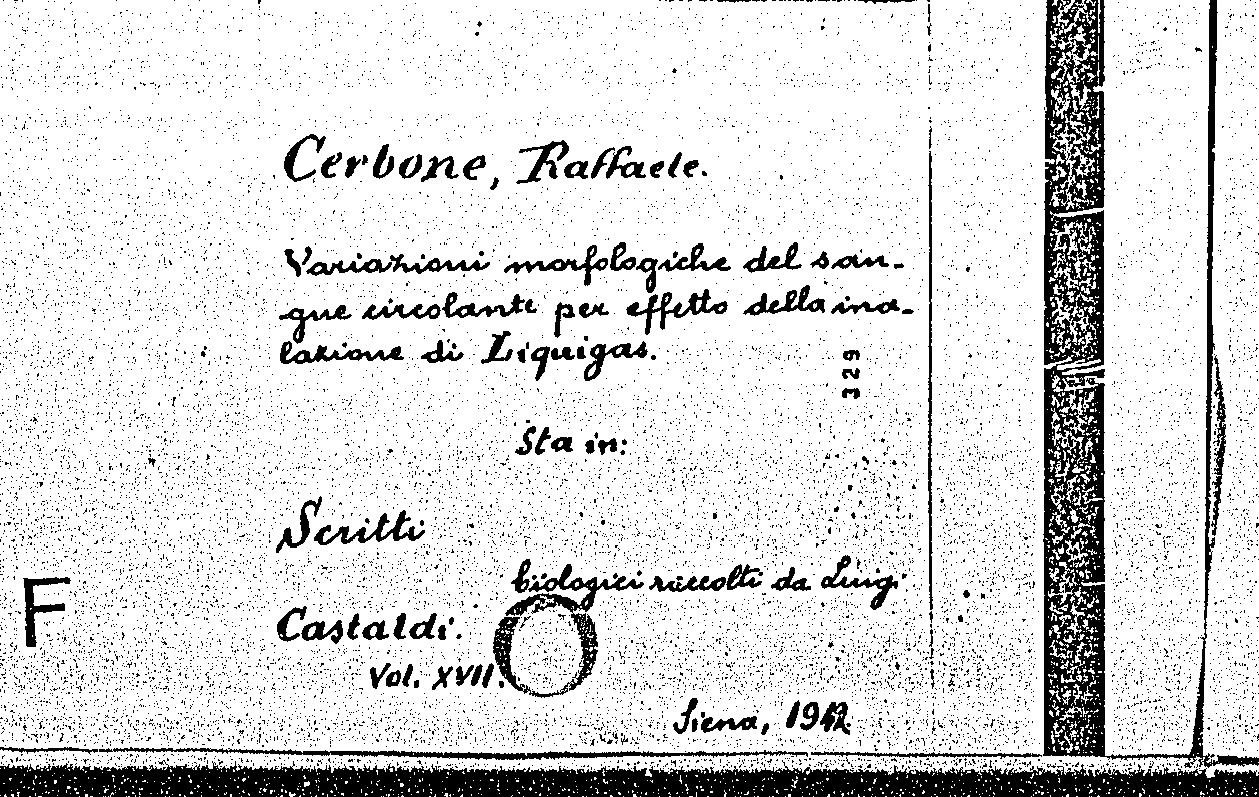 Cerbone, Raffaele.
Variazioni morfologiche del san-
gue circolante per effetto della ina-
lazione di Liquigas.
329
Sta in:
Scritti
biologici raccolti da Luigi
Castaldi.
Vol. XVII.
Siena, 1942
F